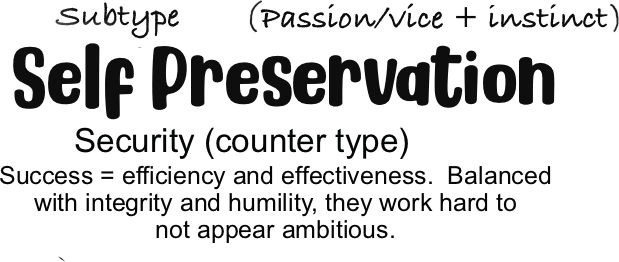 Subtype (Passion/vice + instinct)
Self Preservation
Security (counter type)
Success = efficiency and effectiveness. Balanced
with integrity and humility, they work hard to
not appear ambitious.